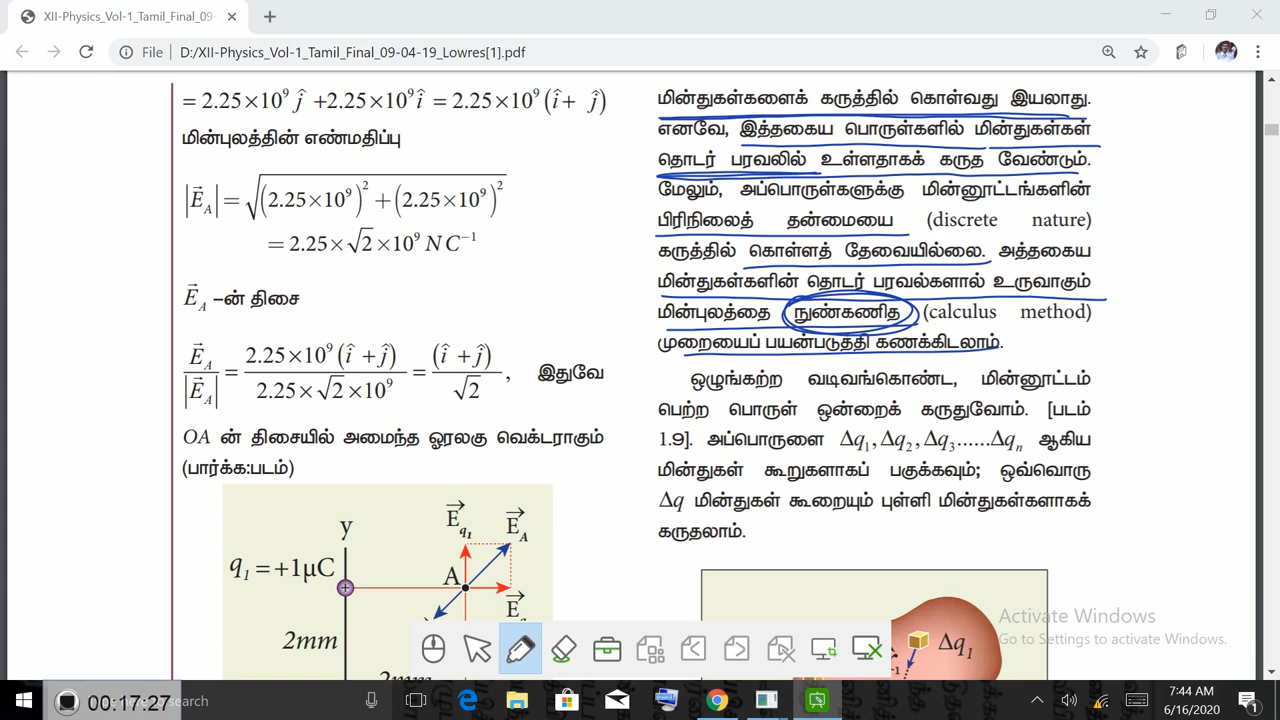 XII-Physics_Vol-1_Tamil_Final_09-
File D:/XII-Physics_Vol-1_Tamil_Final_09-04-19_Lowres[1].pdf
= 2.25×10⁹ ĵ +2.25×10⁹ î = 2.25×10⁹ (î + ĵ)
மின்புலத்தின் எண்மதிப்பு
|E⃗_A| = √((2.25×10⁹)² + (2.25×10⁹)²)
= 2.25×√2×10⁹ NC⁻¹
E⃗_A –ன் திசை
E⃗_A/|E⃗_A| = 2.25×10⁹ (î + ĵ)/2.25×√2×10⁹ = (î + ĵ)/√2 , இதுவே
OA ன் திசையில் அமைந்த ஓரலகு வெக்டராகும்
(பார்க்க:படம்)
y
E⃗_q₁
E⃗_A
q₁ = +1μC
A
2mm
மின்துகள்களைக் கருத்தில் கொள்வது இயலாது.
எனவே, இத்தகைய பொருள்களில் மின்துகள்கள்
தொடர் பரவலில் உள்ளதாகக் கருத வேண்டும்.
மேலும், அப்பொருள்களுக்கு மின்னூட்டங்களின்
பிரிநிலைத் தன்மையை (discrete nature)
கருத்தில் கொள்ளத் தேவையில்லை. அத்தகைய
மின்துகள்களின் தொடர் பரவல்களால் உருவாகும்
மின்புலத்தை நுண்கணித (calculus method)
முறையைப் பயன்படுத்தி கணக்கிடலாம்.
ஒழுங்கற்ற வடிவங்கொண்ட, மின்னூட்டம்
பெற்ற பொருள் ஒன்றைக் கருதுவோம். [படம்
1.9]. அப்பொருளை Δq₁, Δq₂, Δq₃......Δqₙ ஆகிய
மின்துகள் கூறுகளாகப் பகுக்கவும்; ஒவ்வொரு
Δq மின்துகள் கூறையும் புள்ளி மின்துகள்களாகக்
கருதலாம்.
Δq₁
Activate Windows
Go to Settings to activate Windows.
00:17:27
here to search
7:44 AM
6/16/2020